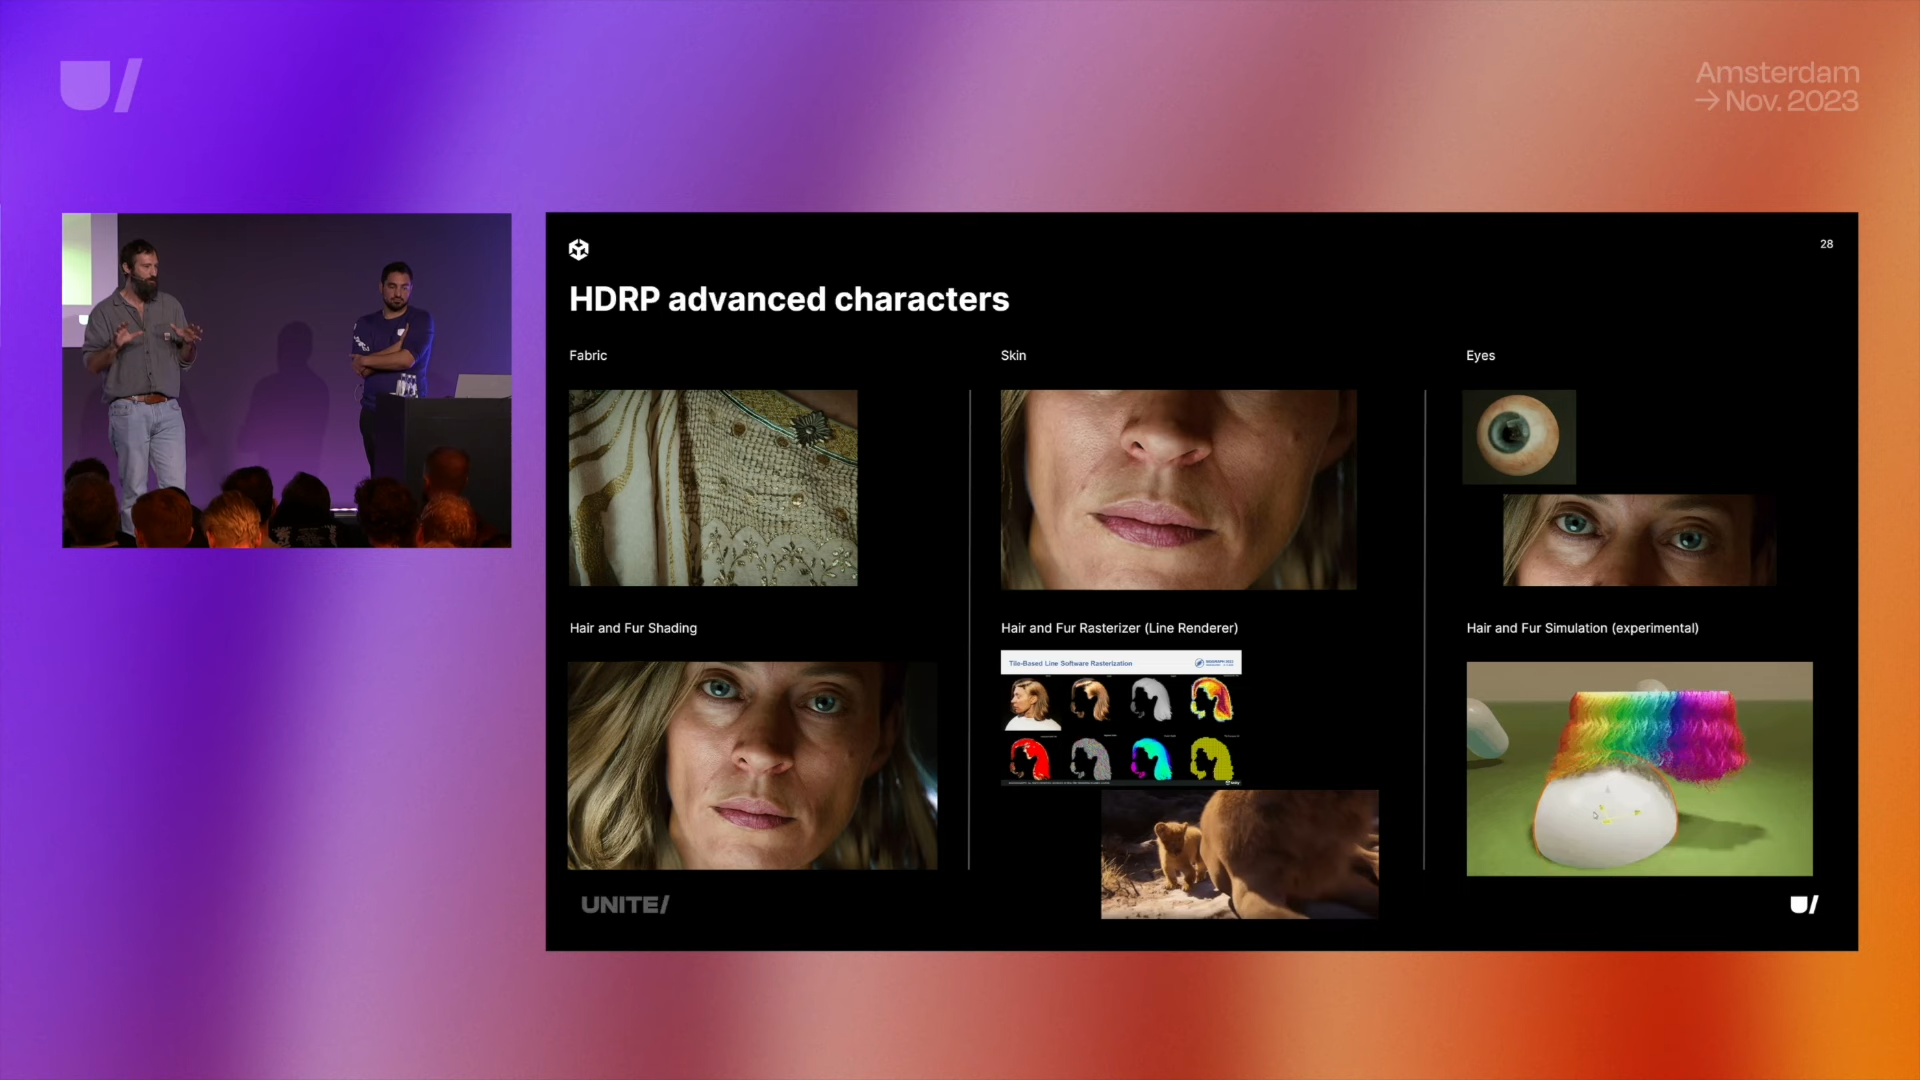 U/
Amsterdam
→ Nov. 2023
28
HDRP advanced characters
Fabric
Skin
Eyes
Hair and Fur Shading
Hair and Fur Rasterizer (Line Renderer)
Hair and Fur Simulation (experimental)
Tile-Based Line Software Rasterization
UNITE/
U/